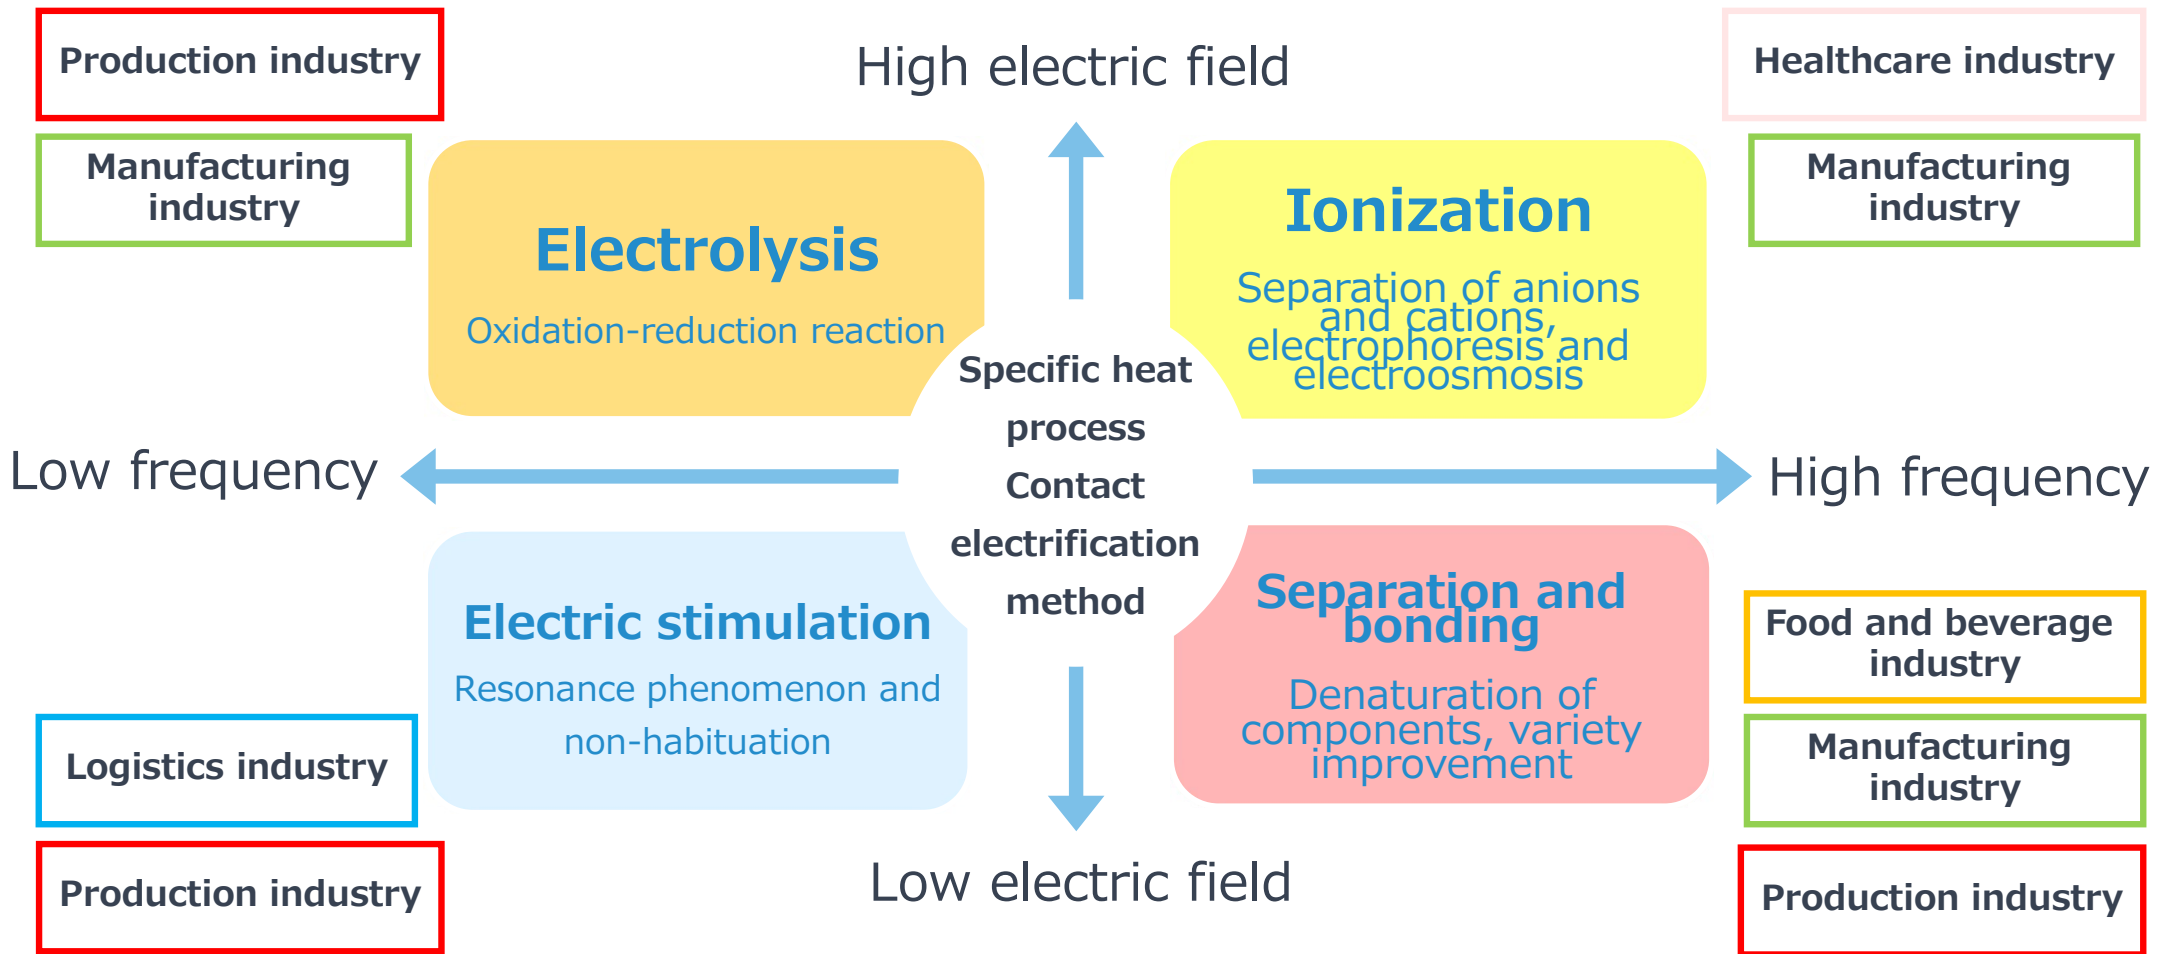 Production industry
High electric field
Healthcare industry
Manufacturing
industry
Manufacturing
industry
Electrolysis
Oxidation-reduction reaction
Ionization
Separation of anions
and cations,
electrophoresis and
electroosmosis
Low frequency
Specific heat
process
Contact
electrification
method
High frequency
Electric stimulation
Resonance phenomenon and
non-habituation
Separation and
bonding
Denaturation of
components, variety
improvement
Food and beverage
industry
Logistics industry
Manufacturing
industry
Production industry
Low electric field
Production industry